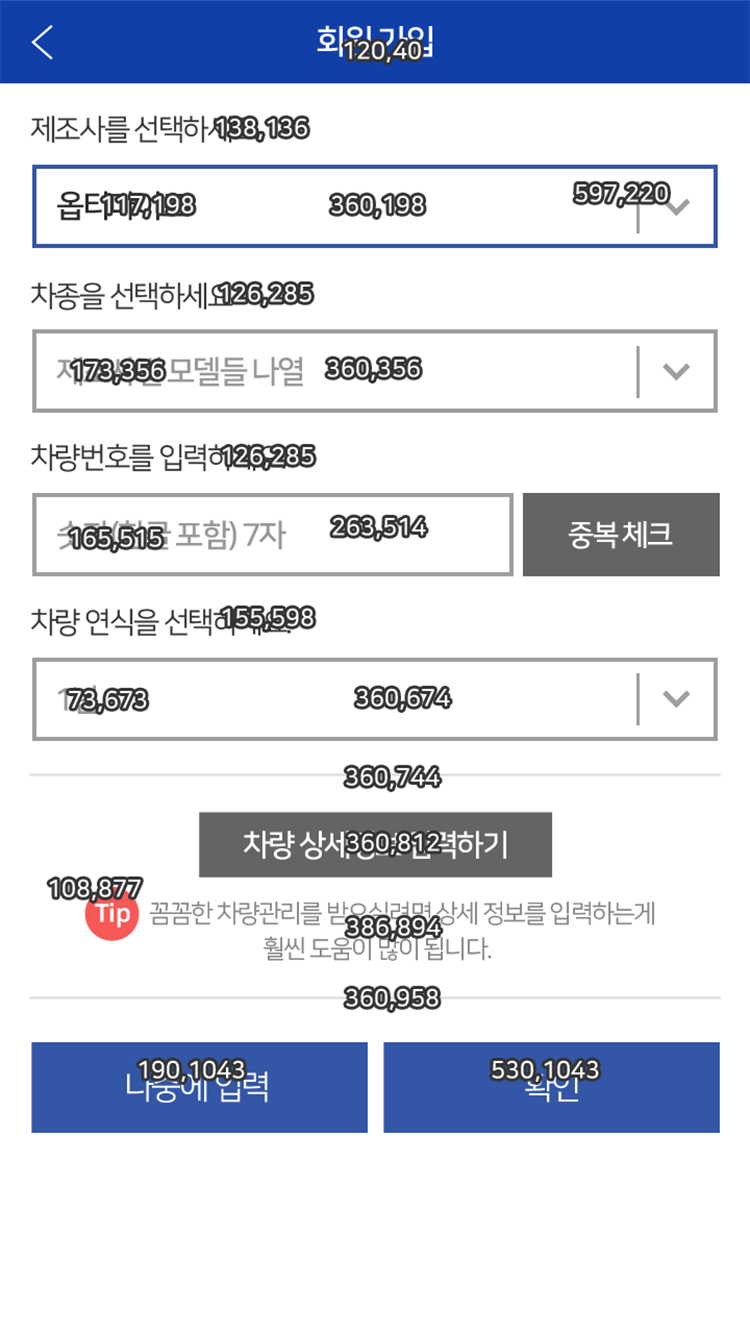 회원 가입
120,40
제조사를 선택하
138,136
117,198
360,198
597,220
차종을 선택하세요
126,285
모델들 나열
173,356
360,356
차량번호를 입력하
126,285
포함) 7자
165,515
263,514
중복 체크
차량 연식을 선택하세요.
155,598
73,673
360,674
360,744
차량 상세 입력하기
360,812
108,877
Tip 꼼꼼한 차량관리를 받으실려면 상세 정보를 입력하는게
386,894
훨씬 도움이 많이 됩니다.
360,958
나중에 입력
190,1043
확인
530,1043